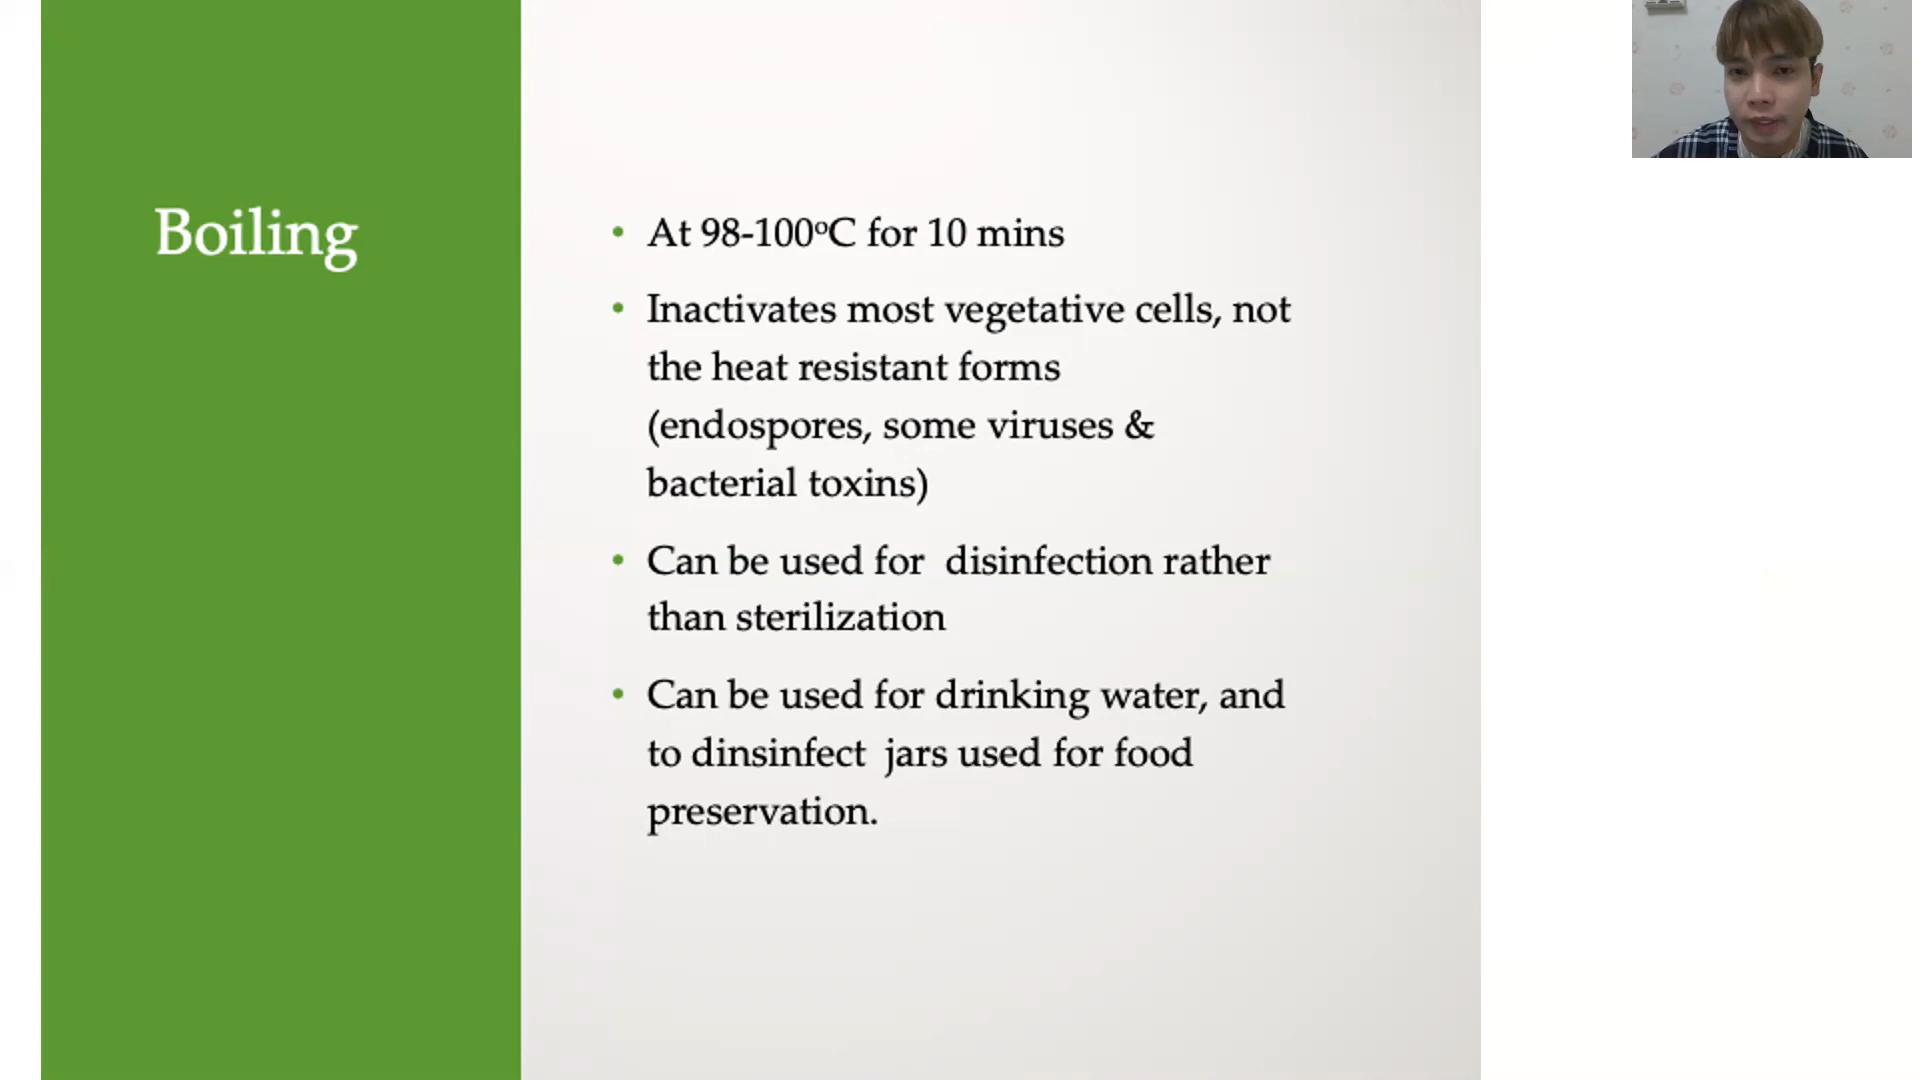 Boiling
• At 98-100ºC for 10 mins
• Inactivates most vegetative cells, not
the heat resistant forms
(endospores, some viruses &
bacterial toxins)
• Can be used for  disinfection rather
than sterilization
• Can be used for drinking water, and
to dinsinfect  jars used for food
preservation.